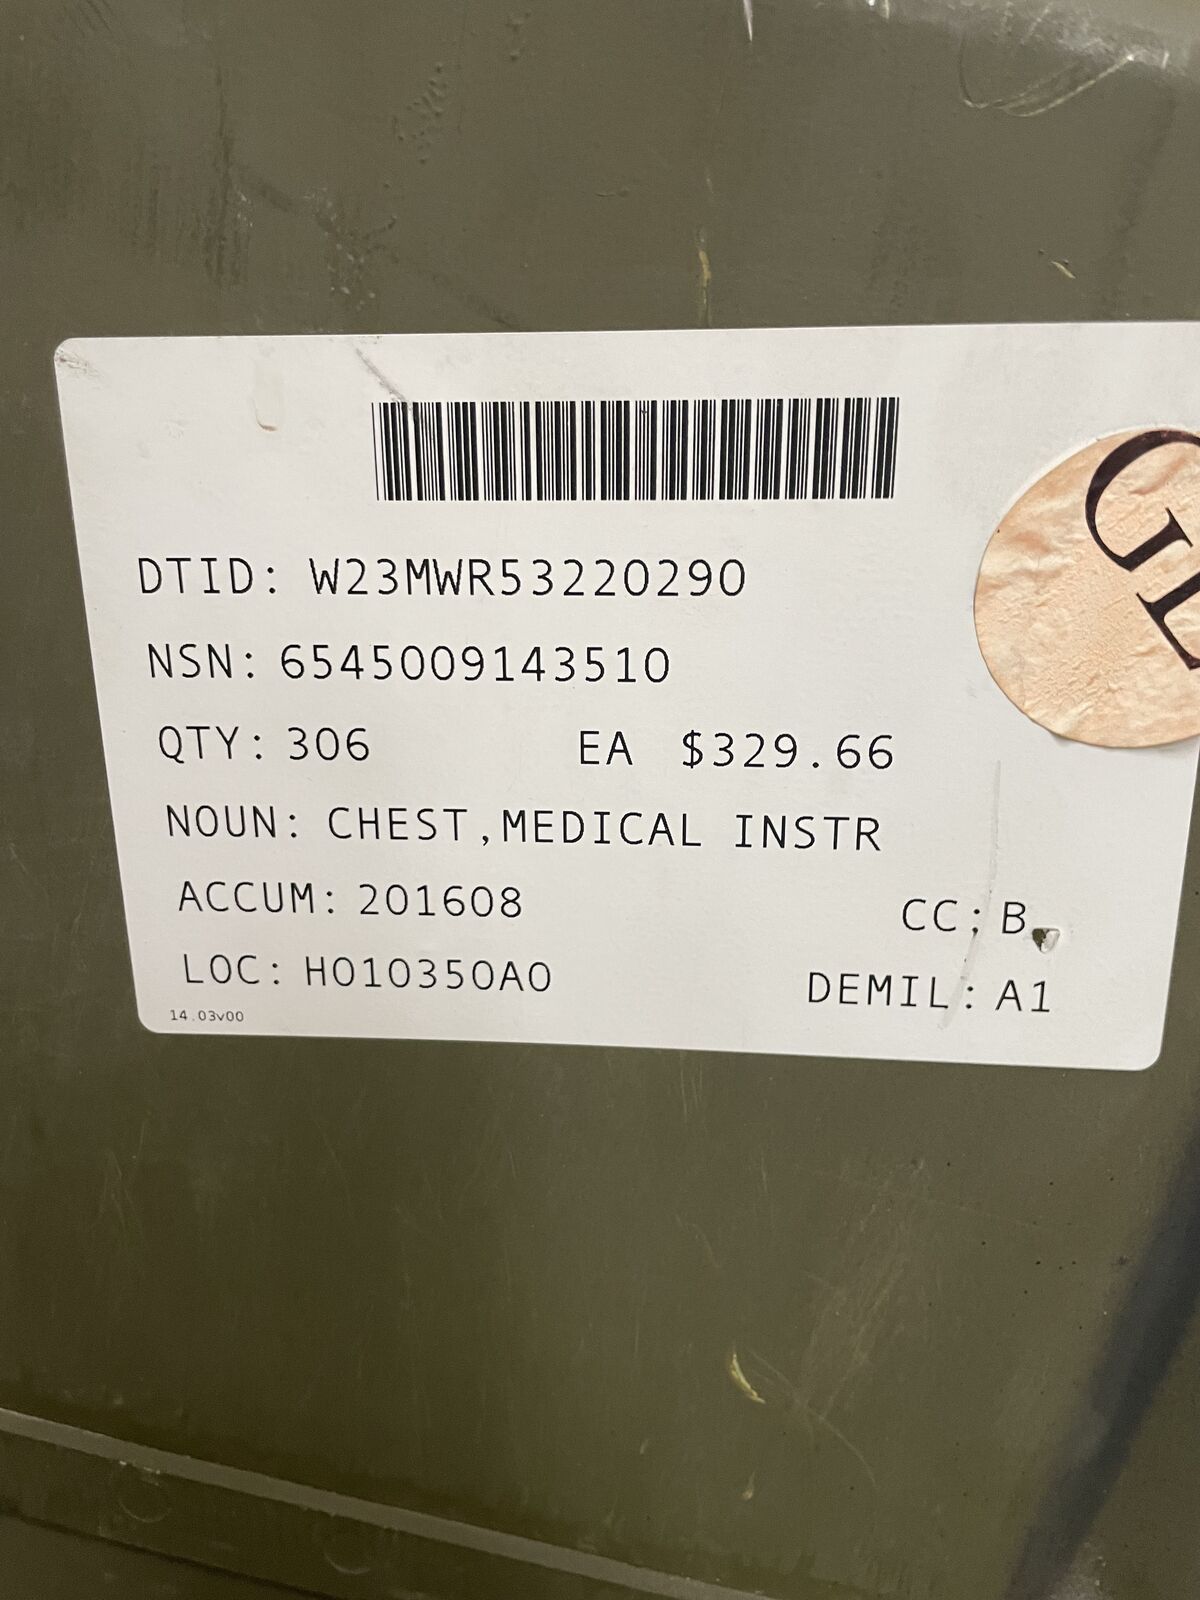 DTID: W23MWR53220290
NSN: 6545009143510
QTY: 306 EA $329.66
NOUN: CHEST,MEDICAL INSTR
ACCUM: 201608 CC: B
LOC: H010350A0 DEMIL: A1
14.03v00